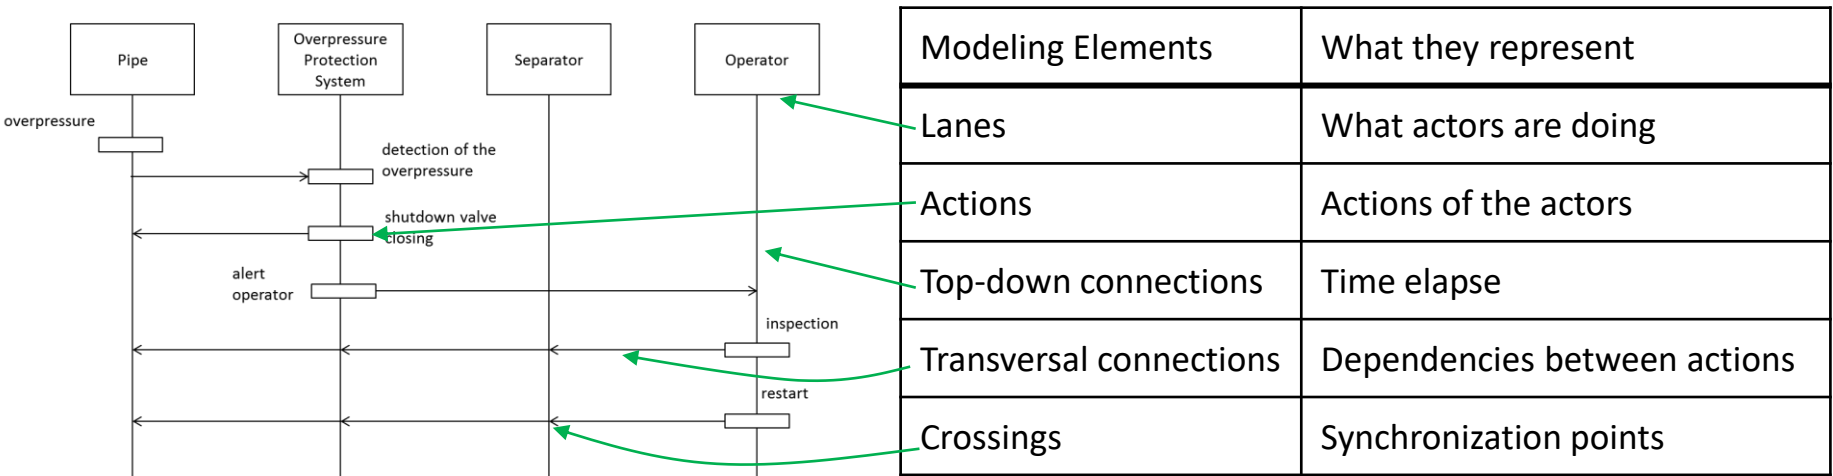 Pipe
Overpressure
Protection
System
Separator
Operator
overpressure
detection of the
overpressure
shutdown valve
closing
alert
operator
inspection
restart
Modeling Elements What they represent
Lanes What actors are doing
Actions Actions of the actors
Top-down connections Time elapse
Transversal connections Dependencies between actions
Crossings Synchronization points